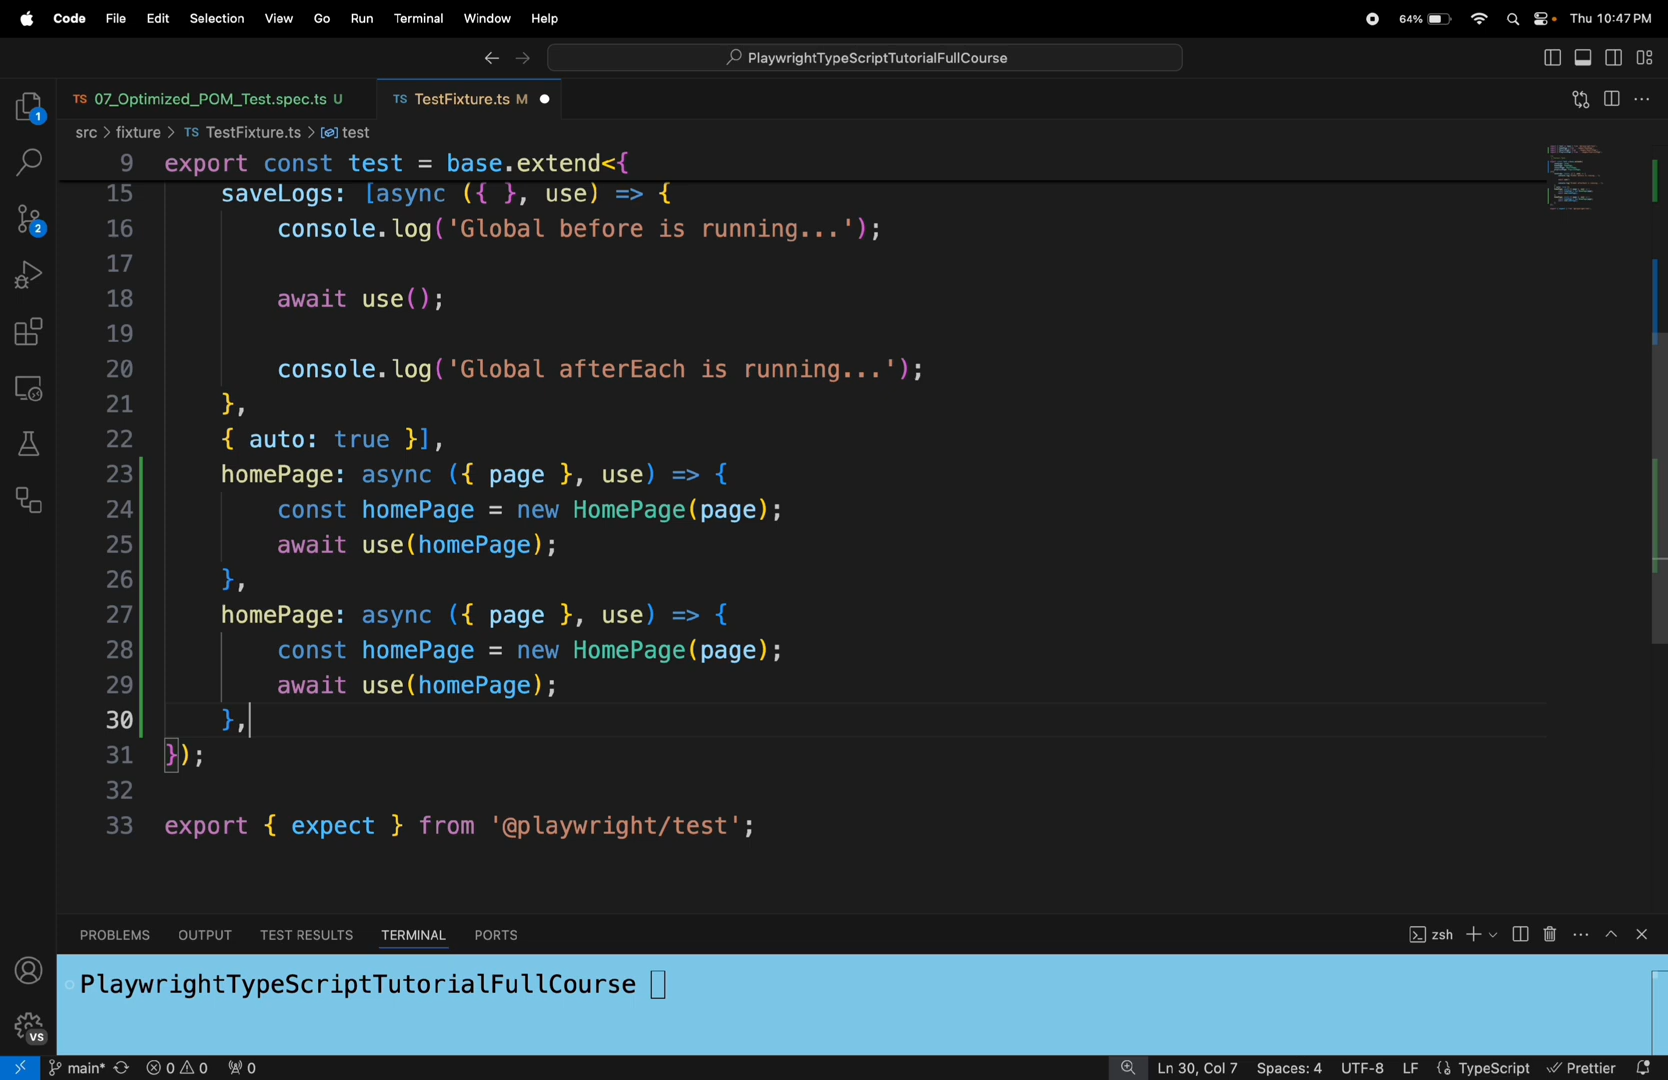 Code File Edit Selection View Go Run Terminal Window Help 64% Thu 10:47 PM
PlaywrightTypeScriptTutorialFullCourse
TS 07_Optimized_POM_Test.spec.ts U TS TestFixture.ts M
src > fixture > TS TestFixture.ts > test
9 export const test = base.extend<{
15 saveLogs: [async ({ }, use) => {
16 console.log('Global before is running...');
17
18 await use();
19
20 console.log('Global afterEach is running...');
21 },
22 { auto: true }],
23 homePage: async ({ page }, use) => {
24 const homePage = new HomePage(page);
25 await use(homePage);
26 },
27 homePage: async ({ page }, use) => {
28 const homePage = new HomePage(page);
29 await use(homePage);
30 },
31 });
32
33 export { expect } from '@playwright/test';
1
2
PROBLEMS OUTPUT TEST RESULTS TERMINAL PORTS zsh
PlaywrightTypeScriptTutorialFullCourse
VS
main* 0 0 0 Ln 30, Col 7 Spaces: 4 UTF-8 LF TypeScript Prettier